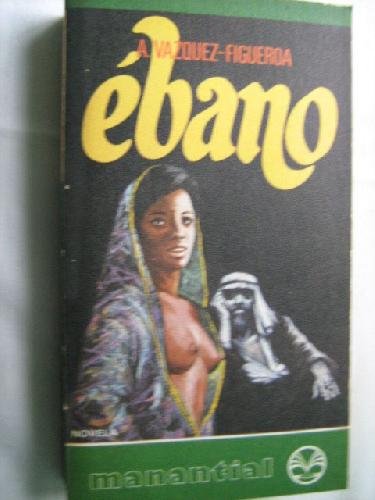 A. VAZQUEZ-FIGUEROA
ébano
NOVELA
manantial